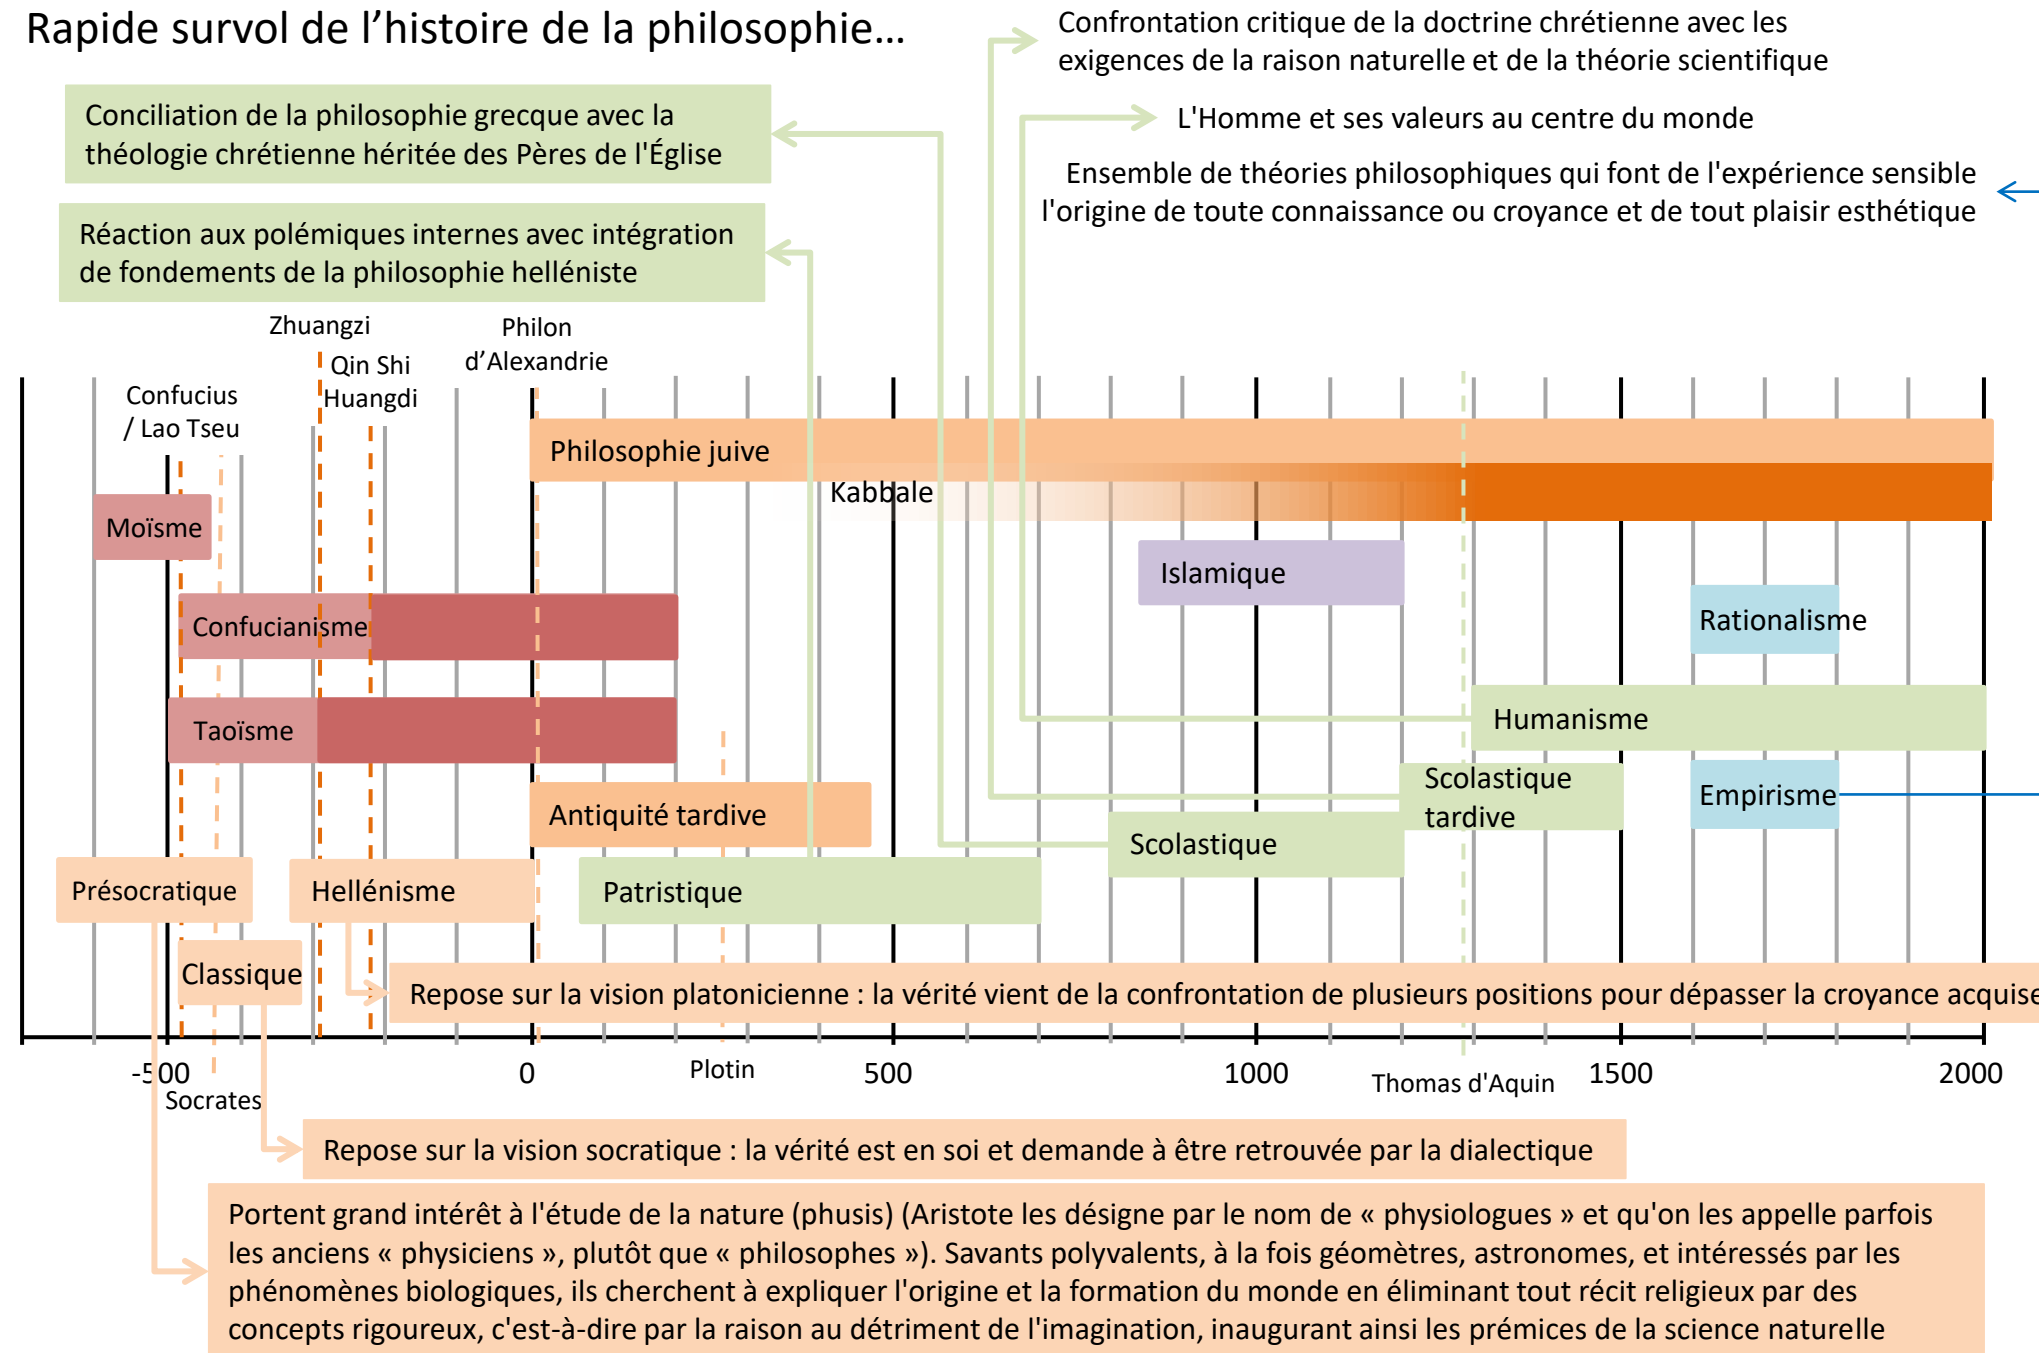 Rapide survol de l’histoire de la philosophie...
Confrontation critique de la doctrine chrétienne avec les
exigences de la raison naturelle et de la théorie scientifique
Conciliation de la philosophie grecque avec la
théologie chrétienne héritée des Pères de l'Église
L'Homme et ses valeurs au centre du monde
Ensemble de théories philosophiques qui font de l'expérience sensible
l'origine de toute connaissance ou croyance et de tout plaisir esthétique
Réaction aux polémiques internes avec intégration
de fondements de la philosophie helléniste
Zhuangzi
Qin Shi
Huangdi
Philon
d’Alexandrie
Confucius
/ Lao Tseu
Philosophie juive
Kabbale
Moïsme
Islamique
Confucianisme
Rationalisme
Taoïsme
Humanisme
Scolastique
tardive
Empirisme
Antiquité tardive
Scolastique
Présocratique
Hellénisme
Patristique
Classique
Repose sur la vision platonicienne : la vérité vient de la confrontation de plusieurs positions pour dépasser la croyance acquise
-500
0
Plotin
500
1000
Thomas d'Aquin
1500
2000
Socrates
Repose sur la vision socratique : la vérité est en soi et demande à être retrouvée par la dialectique
Portent grand intérêt à l'étude de la nature (phusis) (Aristote les désigne par le nom de « physiologues » et qu'on les appelle parfois
les anciens « physiciens », plutôt que « philosophes »). Savants polyvalents, à la fois géomètres, astronomes, et intéressés par les
phénomènes biologiques, ils cherchent à expliquer l'origine et la formation du monde en éliminant tout récit religieux par des
concepts rigoureux, c'est-à-dire par la raison au détriment de l'imagination, inaugurant ainsi les prémices de la science naturelle